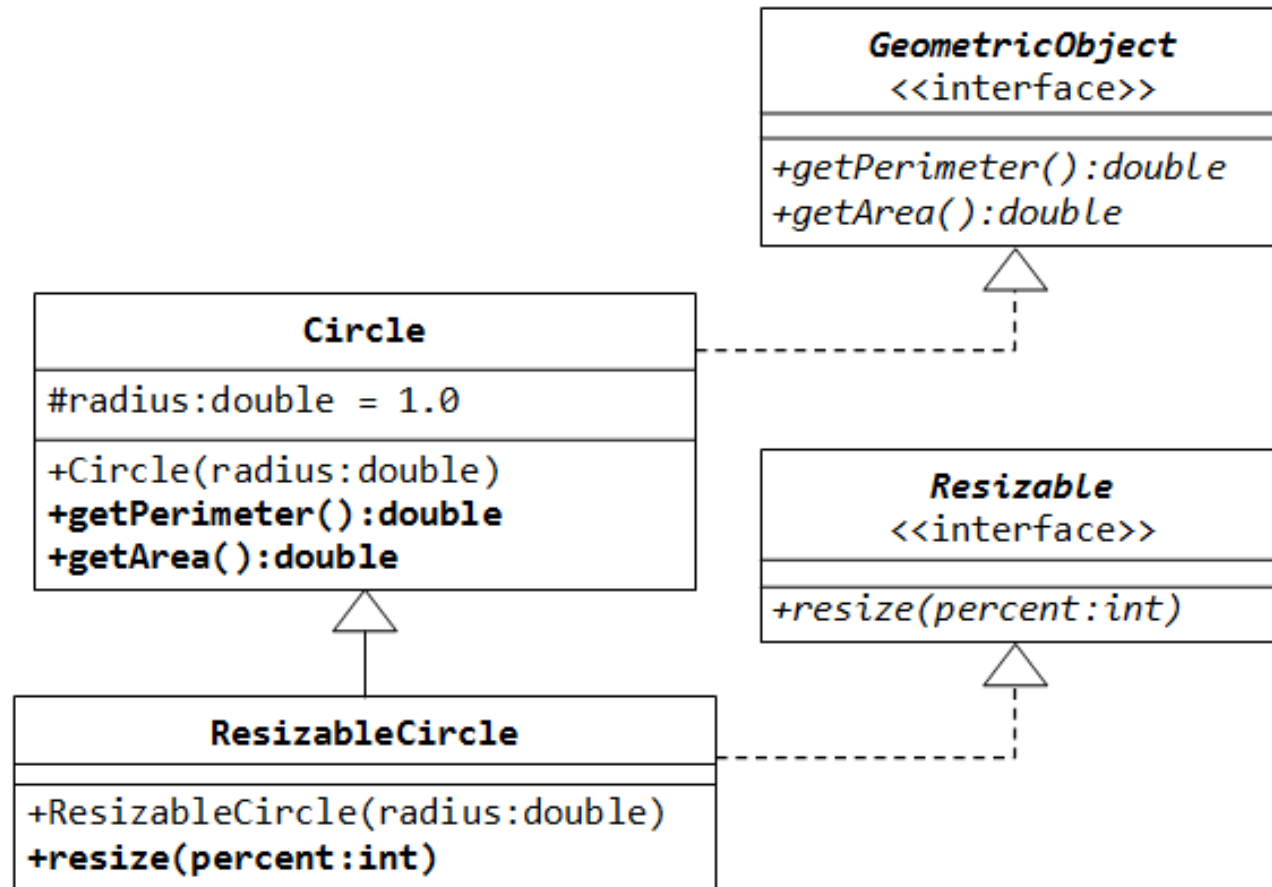 GeometricObject
<<interface>>
+getPerimeter():double
+getArea():double
Circle
#radius:double = 1.0
+Circle(radius:double)
+getPerimeter():double
+getArea():double
Resizable
<<interface>>
+resize(percent:int)
ResizableCircle
+ResizableCircle(radius:double)
+resize(percent:int)